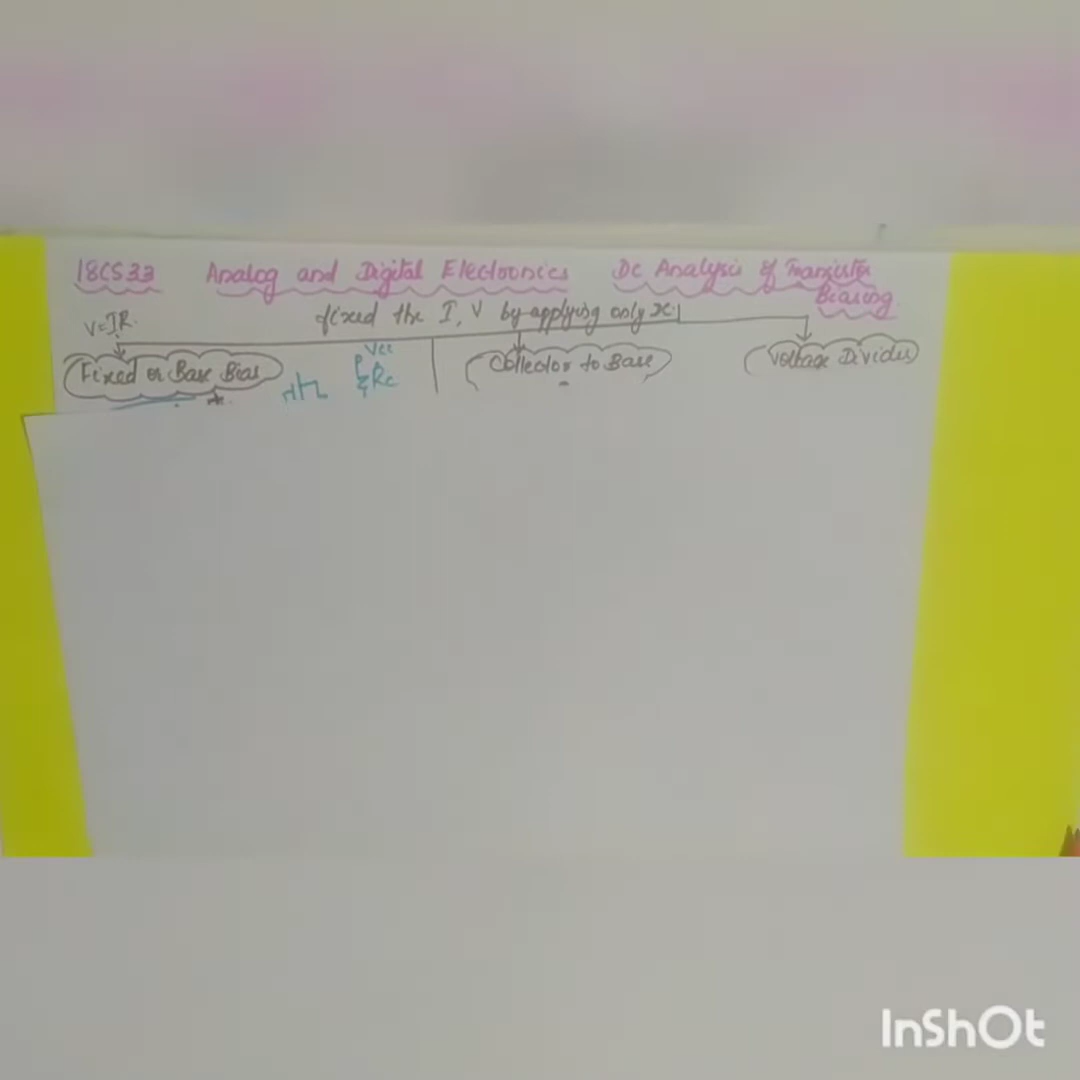 18CS33 Analog and Digital Electronics DC Analysis of Transistor
Biasing
V=IR. fixed the I, V by applying only
Fixed or Base Bias
Vcc
Rc
Collector to Base
Voltage Divider
InShOt